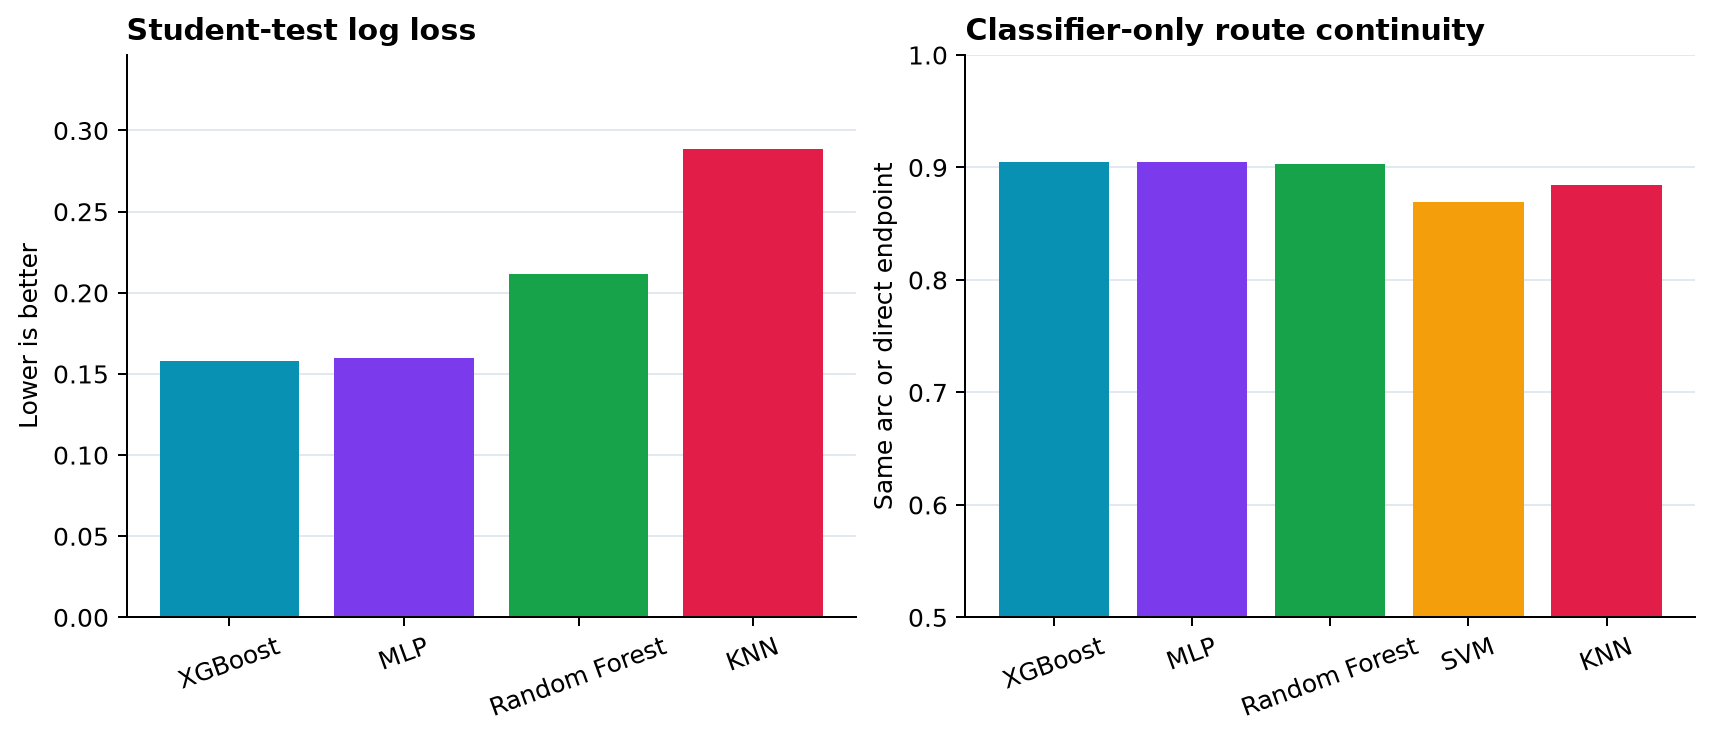 Student-test log loss
Lower is better
0.30
0.25
0.20
0.15
0.10
0.05
0.00
XGBoost
MLP
Random Forest
KNN
Classifier-only route continuity
Same arc or direct endpoint
1.0
0.9
0.8
0.7
0.6
0.5
XGBoost
MLP
Random Forest
SVM
KNN